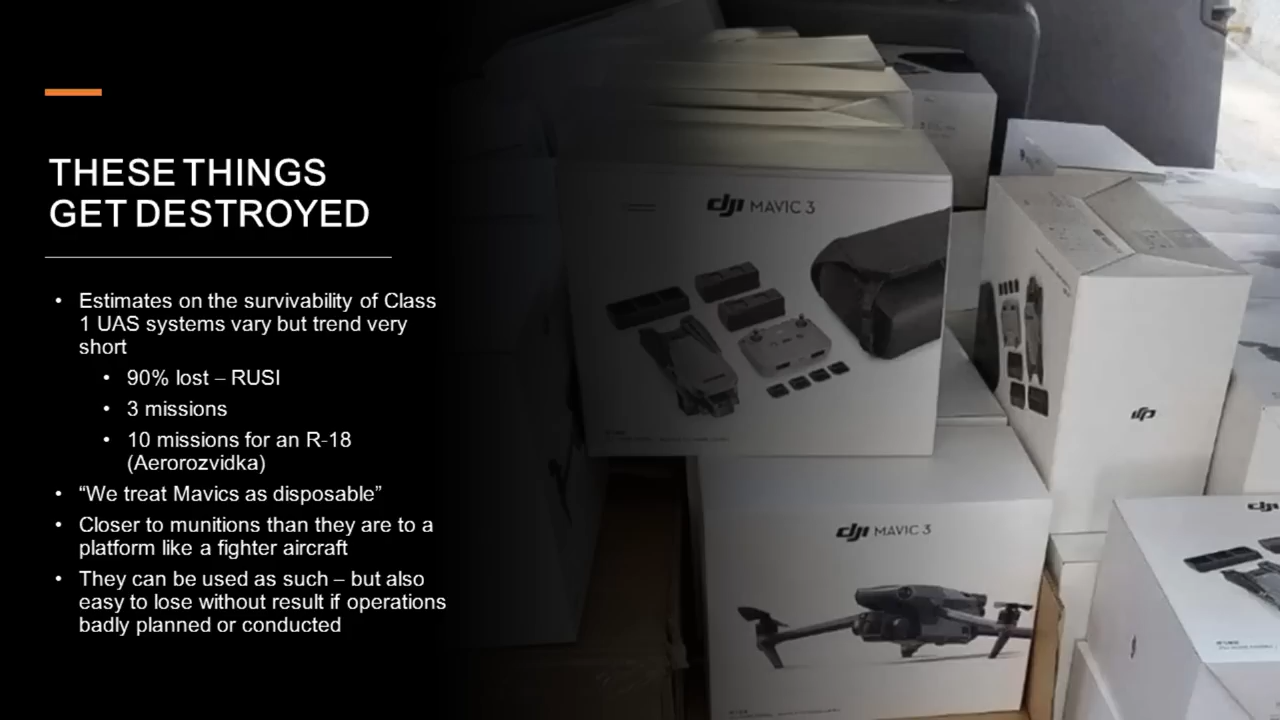 THESE THINGS
GET DESTROYED
• Estimates on the survivability of Class
1 UAS systems vary but trend very
short
• 90% lost – RUSI
• 3 missions
• 10 missions for an R-18
(Aerorozvidka)
• “We treat Mavics as disposable”
• Closer to munitions than they are to a
platform like a fighter aircraft
• They can be used as such – but also
easy to lose without result if operations
badly planned or conducted
dji MAVIC 3
dji
dji MAVIC 3
dji